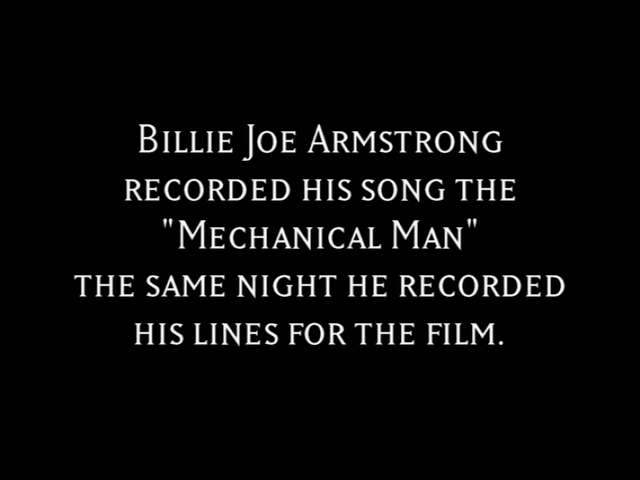 Billie Joe Armstrong
recorded his song the
"Mechanical Man"
the same night he recorded
his lines for the film.